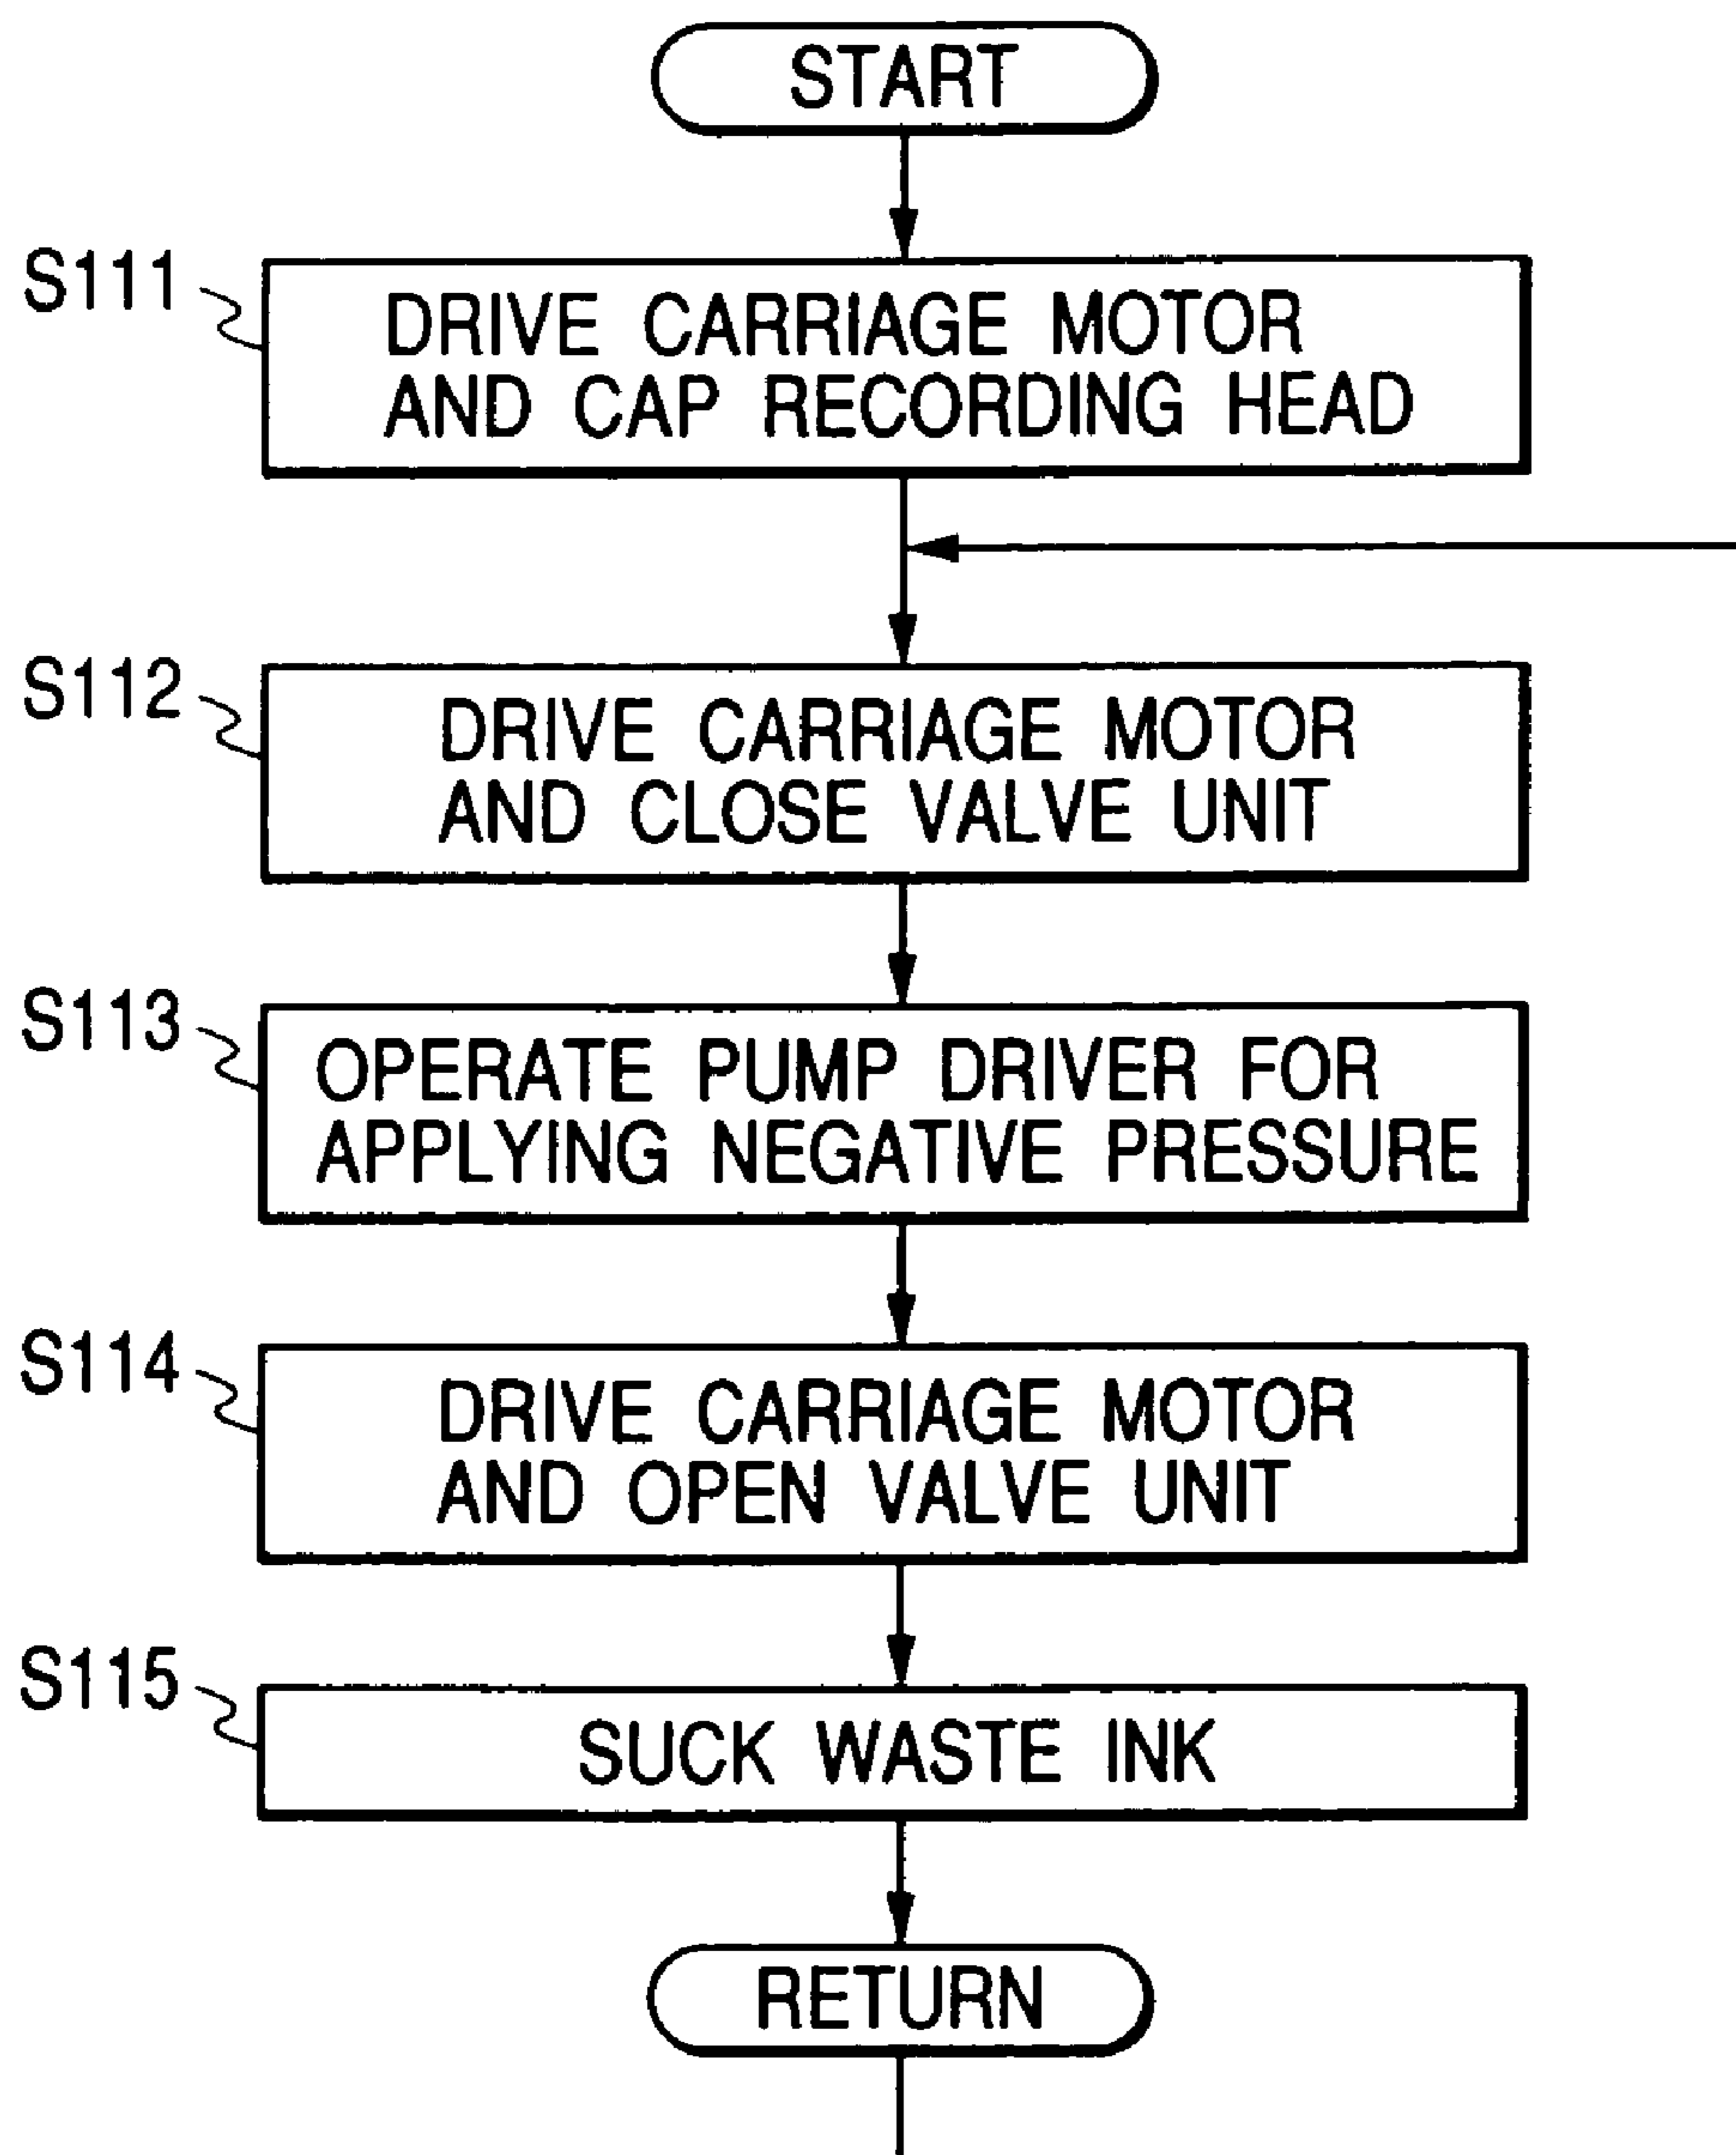 START
S111
DRIVE CARRIAGE MOTOR
AND CAP RECORDING HEAD
S112
DRIVE CARRIAGE MOTOR
AND CLOSE VALVE UNIT
S113
OPERATE PUMP DRIVER FOR
APPLYING NEGATIVE PRESSURE
S114
DRIVE CARRIAGE MOTOR
AND OPEN VALVE UNIT
S115
SUCK WASTE INK
RETURN